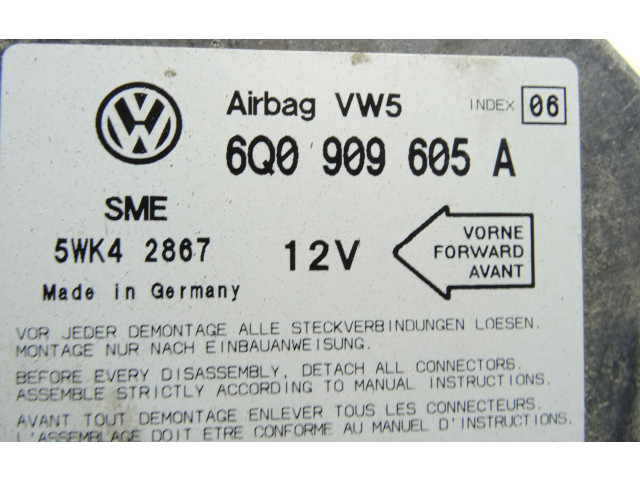 Airbag VW5 INDEX 06
6Q0 909 605 A
SME
5WK4 2867 12V
VORNE
FORWARD
AVANT
Made in Germany
VOR JEDER DEMONTAGE ALLE STECKVERBINDUNGEN LOESEN.
MONTAGE NUR NACH EINBAUANWEISUNG.
BEFORE EVERY DISASSEMBLY, DETACH ALL CONNECTORS.
ASSEMBLE STRICTLY ACCORDING TO MANUAL INSTRUCTIONS.
AVANT TOUT DEMONTAGE ENLEVER TOUS LES CONNECTEURS.
L'ASSEMBLAGE DOIT ETRE CONFORME AU MANUEL D'INSTRUCTIONS.